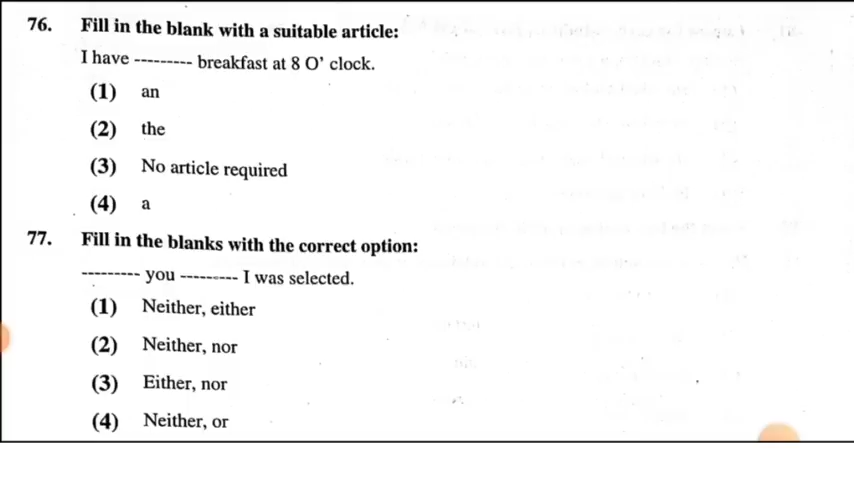 76. Fill in the blank with a suitable article:
I have --------- breakfast at 8 O' clock.
(1) an
(2) the
(3) No article required
(4) a
77. Fill in the blanks with the correct option:
--------- you --------- I was selected.
(1) Neither, either
(2) Neither, nor
(3) Either, nor
(4) Neither, or